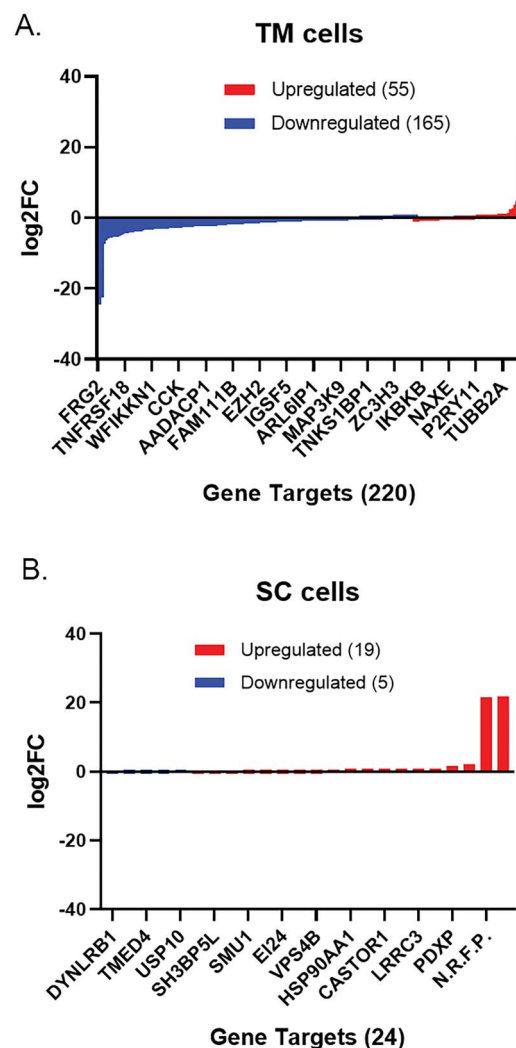 A.
TM cells
40
20
0
-20
-40
log2FC
Upregulated (55)
Downregulated (165)
FRG2
TNFRSF18
WFIKKN1
CCK
AADACP1
FAM111B
EZH2
IGSF5
ARL6IP1
MAP3K9
TNKS1BP1
ZC3H3
IKBKB
NAXE
P2RY11
TUBB2A
Gene Targets (220)
B.
SC cells
40
20
0
-20
-40
log2FC
Upregulated (19)
Downregulated (5)
DYNLRB1
TMED4
USP10
SH3BP5L
SMU1
EI24
VPS4B
HSP90AA1
CASTOR1
LRRC3
PDXP
N.R.F.P.
Gene Targets (24)